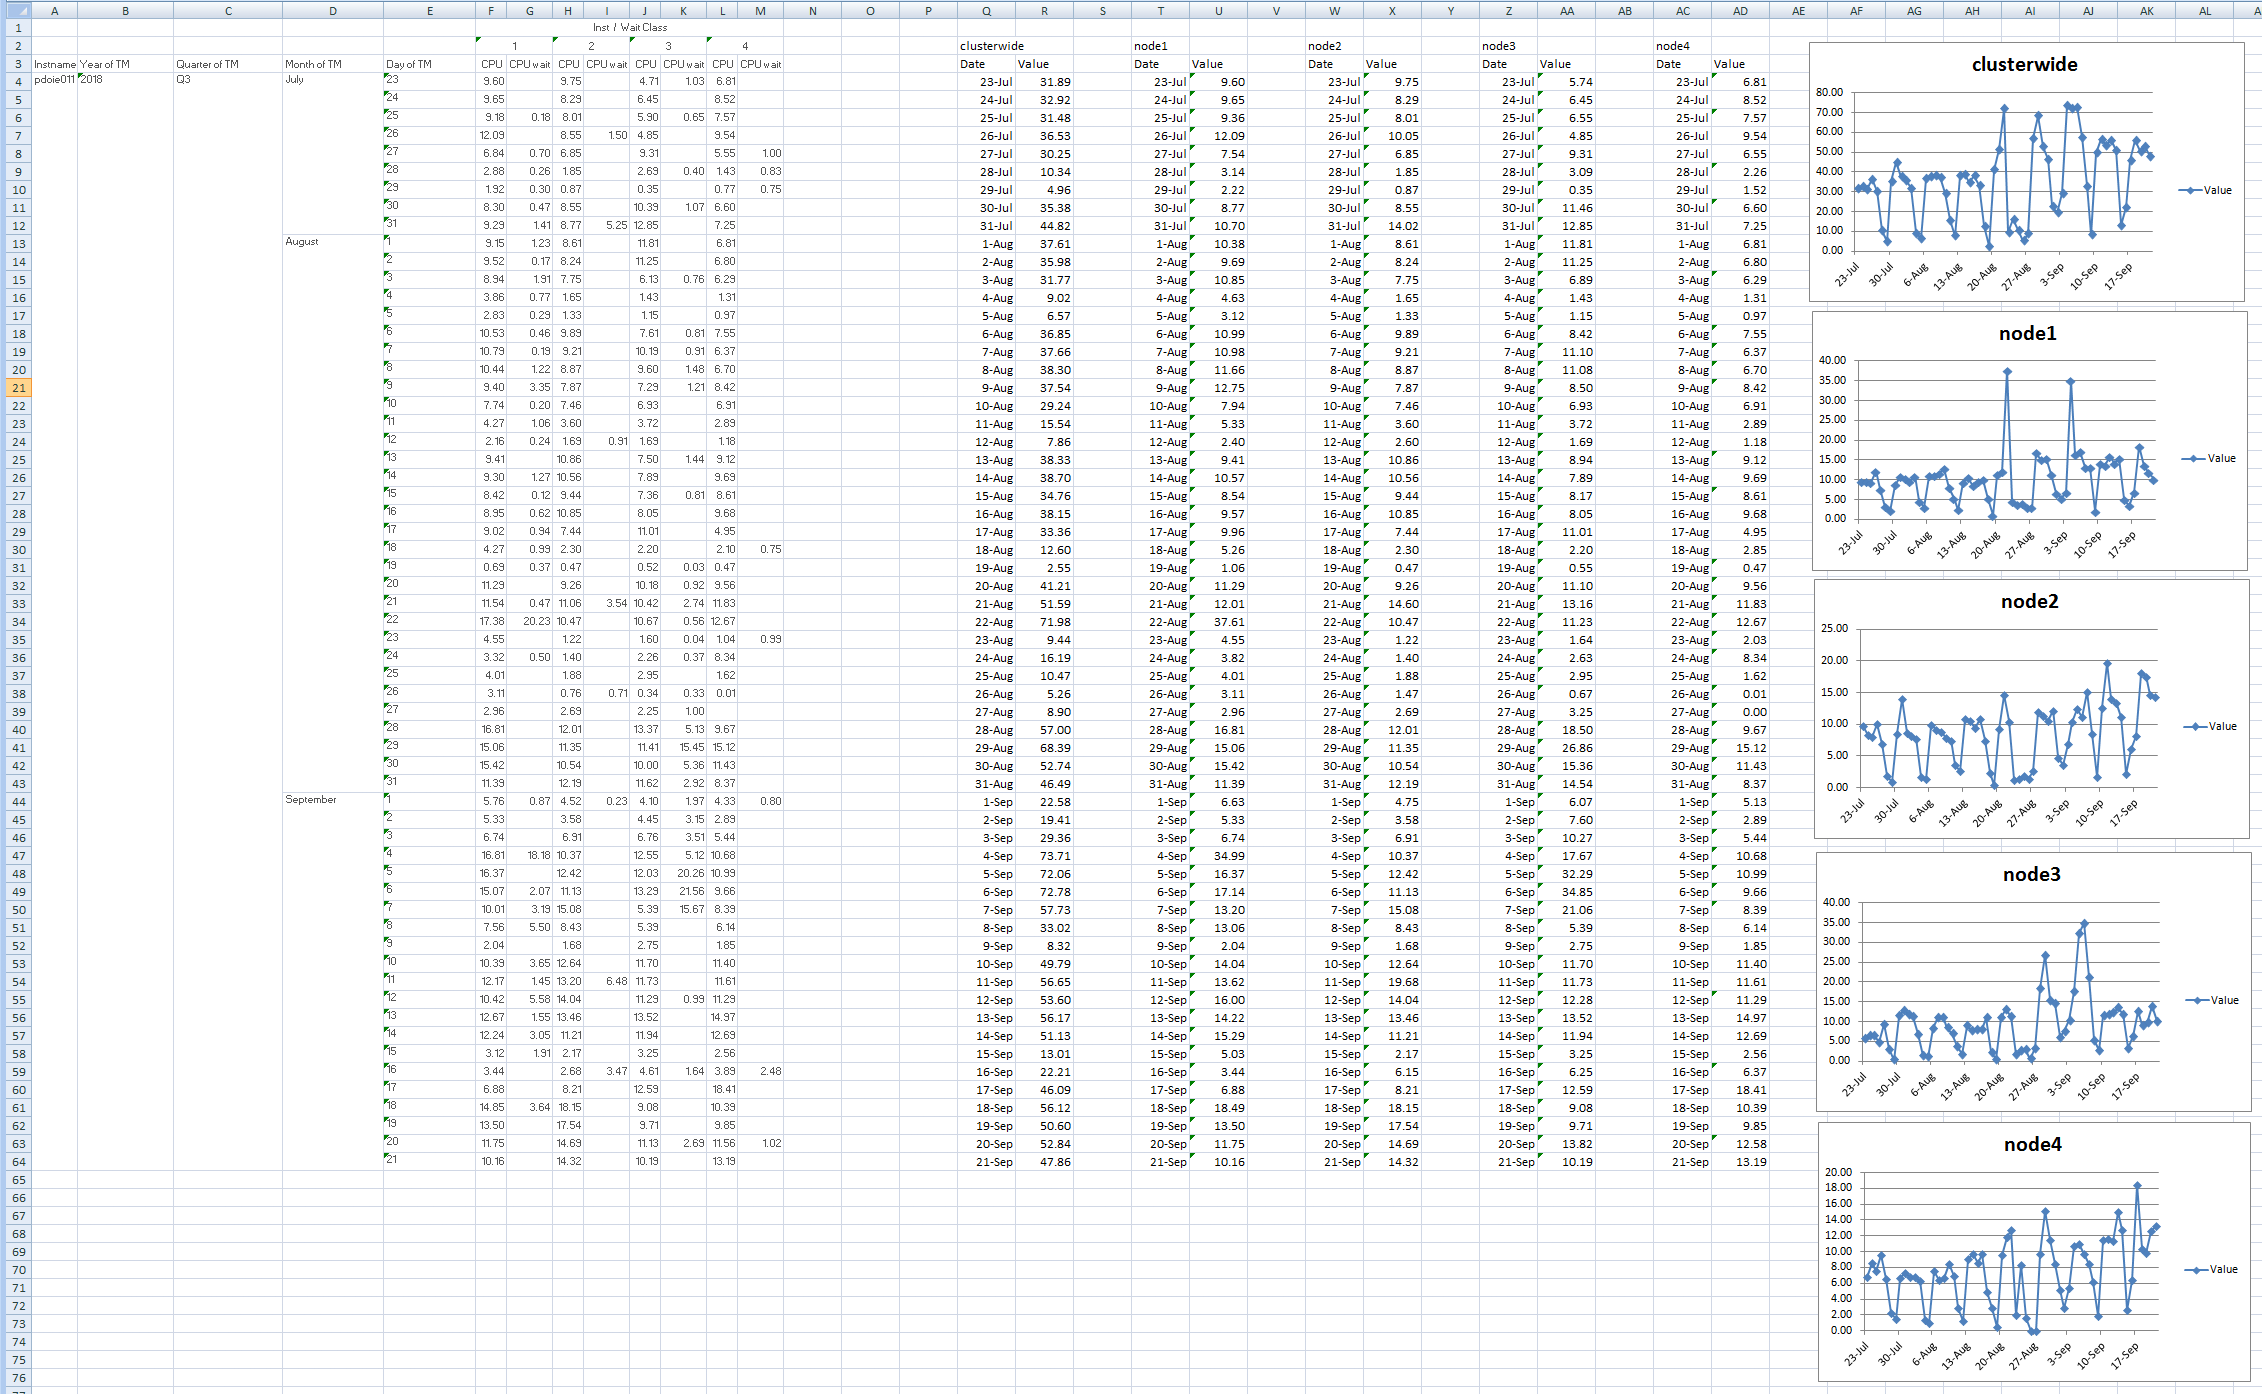 A B C D E F G H I J K L M N O P Q R S T U V W X Y Z AA AB AC AD AE AF AG AH AI AJ AK AL A
1 Inst / Wait Class
2 1 2 3 4 clusterwide node1 node2 node3 node4
3 Instname Year of TM Quarter of TM Month of TM Day of TM CPU CPU wait CPU CPU wait CPU CPU wait CPU CPU wait Date Value Date Value Date Value Date Value Date Value
4 pdoie011 2018 Q3 July 23 9.60 9.75 4.71 1.03 6.81 23-Jul 31.89 23-Jul 9.60 23-Jul 9.75 23-Jul 5.74 23-Jul 6.81
5 24 9.65 8.29 6.45 8.52 24-Jul 32.92 24-Jul 9.65 24-Jul 8.29 24-Jul 6.45 24-Jul 8.52
6 25 9.18 0.18 8.01 5.90 0.65 7.57 25-Jul 31.48 25-Jul 9.36 25-Jul 8.01 25-Jul 6.55 25-Jul 7.57
7 26 12.09 8.55 1.50 4.85 9.54 26-Jul 36.53 26-Jul 12.09 26-Jul 10.05 26-Jul 4.85 26-Jul 9.54
8 27 6.84 0.70 6.85 9.31 5.55 1.00 27-Jul 30.25 27-Jul 7.54 27-Jul 6.85 27-Jul 9.31 27-Jul 6.55
9 28 2.88 0.26 1.85 2.69 0.40 1.43 0.83 28-Jul 10.34 28-Jul 3.14 28-Jul 1.85 28-Jul 3.09 28-Jul 2.26
10 29 1.92 0.30 0.87 0.35 0.77 0.75 29-Jul 4.96 29-Jul 2.22 29-Jul 0.87 29-Jul 0.35 29-Jul 1.52
11 30 8.30 0.47 8.55 10.39 1.07 6.60 30-Jul 35.38 30-Jul 8.77 30-Jul 8.55 30-Jul 11.46 30-Jul 6.60
12 31 9.29 1.41 8.77 5.25 12.85 7.25 31-Jul 44.82 31-Jul 10.70 31-Jul 14.02 31-Jul 12.85 31-Jul 7.25
13 August 1 9.15 1.23 8.61 11.81 6.81 1-Aug 37.61 1-Aug 10.38 1-Aug 8.61 1-Aug 11.81 1-Aug 6.81
14 2 9.52 0.17 8.24 11.25 6.80 2-Aug 35.98 2-Aug 9.69 2-Aug 8.24 2-Aug 11.25 2-Aug 6.80
15 3 8.94 1.91 7.75 6.13 0.76 6.29 3-Aug 31.77 3-Aug 10.85 3-Aug 7.75 3-Aug 6.89 3-Aug 6.29
16 4 3.86 0.77 1.65 1.43 1.31 4-Aug 9.02 4-Aug 4.63 4-Aug 1.65 4-Aug 1.43 4-Aug 1.31
17 5 2.83 0.29 1.33 1.15 0.97 5-Aug 6.57 5-Aug 3.12 5-Aug 1.33 5-Aug 1.15 5-Aug 0.97
18 6 10.53 0.46 9.89 7.61 0.81 7.55 6-Aug 36.85 6-Aug 10.99 6-Aug 9.89 6-Aug 8.42 6-Aug 7.55
19 7 10.79 0.19 9.21 10.19 0.91 6.37 7-Aug 37.66 7-Aug 10.98 7-Aug 9.21 7-Aug 11.10 7-Aug 6.37
20 8 10.44 1.22 8.87 9.60 1.48 6.70 8-Aug 38.30 8-Aug 11.66 8-Aug 8.87 8-Aug 11.08 8-Aug 6.70
21 9 9.40 3.35 7.87 7.29 1.21 8.42 9-Aug 37.54 9-Aug 12.75 9-Aug 7.87 9-Aug 8.50 9-Aug 8.42
22 10 7.74 0.20 7.46 6.93 6.91 10-Aug 29.24 10-Aug 7.94 10-Aug 7.46 10-Aug 6.93 10-Aug 6.91
23 11 4.27 1.06 3.60 3.72 2.89 11-Aug 15.54 11-Aug 5.33 11-Aug 3.60 11-Aug 3.72 11-Aug 2.89
24 12 2.16 0.24 1.69 0.91 1.69 1.18 12-Aug 7.86 12-Aug 2.40 12-Aug 2.60 12-Aug 1.69 12-Aug 1.18
25 13 9.41 10.86 7.50 1.44 9.12 13-Aug 38.33 13-Aug 9.41 13-Aug 10.86 13-Aug 8.94 13-Aug 9.12
26 14 9.30 1.27 10.56 7.89 9.69 14-Aug 38.70 14-Aug 10.57 14-Aug 10.56 14-Aug 7.89 14-Aug 9.69
27 15 8.42 0.12 9.44 7.36 0.81 8.61 15-Aug 34.76 15-Aug 8.54 15-Aug 9.44 15-Aug 8.17 15-Aug 8.61
28 16 8.95 0.62 10.85 8.05 9.68 16-Aug 38.15 16-Aug 9.57 16-Aug 10.85 16-Aug 8.05 16-Aug 9.68
29 17 9.02 0.94 7.44 11.01 4.95 17-Aug 33.36 17-Aug 9.96 17-Aug 7.44 17-Aug 11.01 17-Aug 4.95
30 18 4.27 0.99 2.30 2.20 2.10 0.75 18-Aug 12.60 18-Aug 5.26 18-Aug 2.30 18-Aug 2.20 18-Aug 2.85
31 19 0.69 0.37 0.47 0.52 0.03 0.47 19-Aug 2.55 19-Aug 1.06 19-Aug 0.47 19-Aug 0.55 19-Aug 0.47
32 20 11.29 9.26 10.18 0.92 9.56 20-Aug 41.21 20-Aug 11.29 20-Aug 9.26 20-Aug 11.10 20-Aug 9.56
33 21 11.54 0.47 11.06 3.54 10.42 2.74 11.83 21-Aug 51.59 21-Aug 12.01 21-Aug 14.60 21-Aug 13.16 21-Aug 11.83
34 22 17.38 20.23 10.47 10.67 0.56 12.67 22-Aug 71.98 22-Aug 37.61 22-Aug 10.47 22-Aug 11.23 22-Aug 12.67
35 23 4.55 1.22 1.60 0.04 1.04 0.99 23-Aug 9.44 23-Aug 4.55 23-Aug 1.22 23-Aug 1.64 23-Aug 2.03
36 24 3.32 0.50 1.40 2.26 0.37 8.34 24-Aug 16.19 24-Aug 3.82 24-Aug 1.40 24-Aug 2.63 24-Aug 8.34
37 25 4.01 1.88 2.95 1.62 25-Aug 10.47 25-Aug 4.01 25-Aug 1.88 25-Aug 2.95 25-Aug 1.62
38 26 3.11 0.76 0.71 0.34 0.33 0.01 26-Aug 5.26 26-Aug 3.11 26-Aug 1.47 26-Aug 0.67 26-Aug 0.01
39 27 2.96 2.69 2.25 1.00 27-Aug 8.90 27-Aug 2.96 27-Aug 2.69 27-Aug 3.25 27-Aug 0.00
40 28 16.81 12.01 13.37 5.13 9.67 28-Aug 57.00 28-Aug 16.81 28-Aug 12.01 28-Aug 18.50 28-Aug 9.67
41 29 15.06 11.35 11.41 15.45 15.12 29-Aug 68.39 29-Aug 15.06 29-Aug 11.35 29-Aug 26.86 29-Aug 15.12
42 30 15.42 10.54 10.00 5.36 11.43 30-Aug 52.74 30-Aug 15.42 30-Aug 10.54 30-Aug 15.36 30-Aug 11.43
43 31 11.39 12.19 11.62 2.92 8.37 31-Aug 46.49 31-Aug 11.39 31-Aug 12.19 31-Aug 14.54 31-Aug 8.37
44 September 1 5.76 0.87 4.52 0.23 4.10 1.97 4.33 0.80 1-Sep 22.58 1-Sep 6.63 1-Sep 4.75 1-Sep 6.07 1-Sep 5.13
45 2 5.33 3.58 4.45 3.15 2.89 2-Sep 19.41 2-Sep 5.33 2-Sep 3.58 2-Sep 7.60 2-Sep 2.89
46 3 6.74 6.91 6.76 3.51 5.44 3-Sep 29.36 3-Sep 6.74 3-Sep 6.91 3-Sep 10.27 3-Sep 5.44
47 4 16.81 18.18 10.37 12.55 5.12 10.68 4-Sep 73.71 4-Sep 34.99 4-Sep 10.37 4-Sep 17.67 4-Sep 10.68
48 5 16.37 12.42 12.03 20.26 10.99 5-Sep 72.06 5-Sep 16.37 5-Sep 12.42 5-Sep 32.29 5-Sep 10.99
49 6 15.07 2.07 11.13 13.29 21.56 9.66 6-Sep 72.78 6-Sep 17.14 6-Sep 11.13 6-Sep 34.85 6-Sep 9.66
50 7 10.01 3.19 15.08 5.39 15.67 8.39 7-Sep 57.73 7-Sep 13.20 7-Sep 15.08 7-Sep 21.06 7-Sep 8.39
51 8 7.56 5.50 8.43 5.39 6.14 8-Sep 33.02 8-Sep 13.06 8-Sep 8.43 8-Sep 5.39 8-Sep 6.14
52 9 2.04 1.68 2.75 1.85 9-Sep 8.32 9-Sep 2.04 9-Sep 1.68 9-Sep 2.75 9-Sep 1.85
53 10 10.39 3.65 12.64 11.70 11.40 10-Sep 49.79 10-Sep 14.04 10-Sep 12.64 10-Sep 11.70 10-Sep 11.40
54 11 12.17 1.45 13.20 6.48 11.73 11.61 11-Sep 56.65 11-Sep 13.62 11-Sep 19.68 11-Sep 11.73 11-Sep 11.61
55 12 10.42 5.58 14.04 11.29 0.99 11.29 12-Sep 53.60 12-Sep 16.00 12-Sep 14.04 12-Sep 12.28 12-Sep 11.29
56 13 12.67 1.55 13.46 13.52 14.97 13-Sep 56.17 13-Sep 14.22 13-Sep 13.46 13-Sep 13.52 13-Sep 14.97
57 14 12.24 3.05 11.21 11.94 12.69 14-Sep 51.13 14-Sep 15.29 14-Sep 11.21 14-Sep 11.94 14-Sep 12.69
58 15 3.12 1.91 2.17 3.25 2.56 15-Sep 13.01 15-Sep 5.03 15-Sep 2.17 15-Sep 3.25 15-Sep 2.56
59 16 3.44 2.68 3.47 4.61 1.64 3.89 2.48 16-Sep 22.21 16-Sep 3.44 16-Sep 6.15 16-Sep 6.25 16-Sep 6.37
60 17 6.88 8.21 12.59 18.41 17-Sep 46.09 17-Sep 6.88 17-Sep 8.21 17-Sep 12.59 17-Sep 18.41
61 18 14.85 3.64 18.15 9.08 10.39 18-Sep 56.12 18-Sep 18.49 18-Sep 18.15 18-Sep 9.08 18-Sep 10.39
62 19 13.50 17.54 9.71 9.85 19-Sep 50.60 19-Sep 13.50 19-Sep 17.54 19-Sep 9.71 19-Sep 9.85
63 20 11.75 14.69 11.13 2.69 11.56 1.02 20-Sep 52.84 20-Sep 11.75 20-Sep 14.69 20-Sep 13.82 20-Sep 12.58
64 21 10.16 14.32 10.19 13.19 21-Sep 47.86 21-Sep 10.16 21-Sep 14.32 21-Sep 10.19 21-Sep 13.19
65
66
67
68
69
70
71
72
73
74
75
76
clusterwide
80.00
70.00
60.00
50.00
40.00
30.00
20.00
10.00
0.00
Value
23-Jul 30-Jul 6-Aug 13-Aug 20-Aug 27-Aug 3-Sep 10-Sep 17-Sep
node1
40.00
35.00
30.00
25.00
20.00
15.00
10.00
5.00
0.00
Value
23-Jul 30-Jul 6-Aug 13-Aug 20-Aug 27-Aug 3-Sep 10-Sep 17-Sep
node2
25.00
20.00
15.00
10.00
5.00
0.00
Value
23-Jul 30-Jul 6-Aug 13-Aug 20-Aug 27-Aug 3-Sep 10-Sep 17-Sep
node3
40.00
35.00
30.00
25.00
20.00
15.00
10.00
5.00
0.00
Value
23-Jul 30-Jul 6-Aug 13-Aug 20-Aug 27-Aug 3-Sep 10-Sep 17-Sep
node4
20.00
18.00
16.00
14.00
12.00
10.00
8.00
6.00
4.00
2.00
0.00
Value
23-Jul 30-Jul 6-Aug 13-Aug 20-Aug 27-Aug 3-Sep 10-Sep 17-Sep